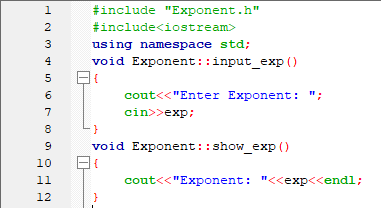 1 #include "Exponent.h"
2 #include<iostream>
3 using namespace std;
4 void Exponent::input_exp()
5 {
6 cout<<"Enter Exponent: ";
7 cin>>exp;
8 }
9 void Exponent::show_exp()
10 {
11 cout<<"Exponent: "<<exp<<endl;
12 }